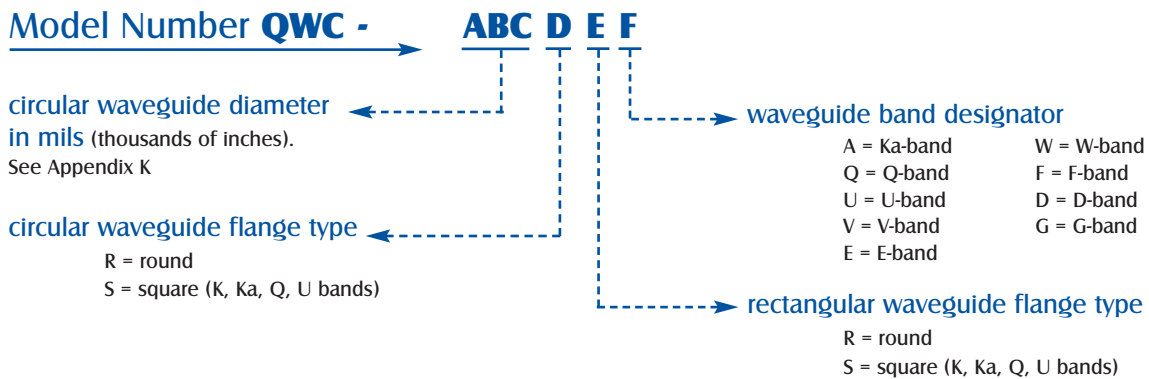 Model Number QWC - ABC D E F
circular waveguide diameter
in mils (thousands of inches).
See Appendix K
circular waveguide flange type
R = round
S = square (K, Ka, Q, U bands)
waveguide band designator
A = Ka-band W = W-band
Q = Q-band F = F-band
U = U-band D = D-band
V = V-band G = G-band
E = E-band
rectangular waveguide flange type
R = round
S = square (K, Ka, Q, U bands)